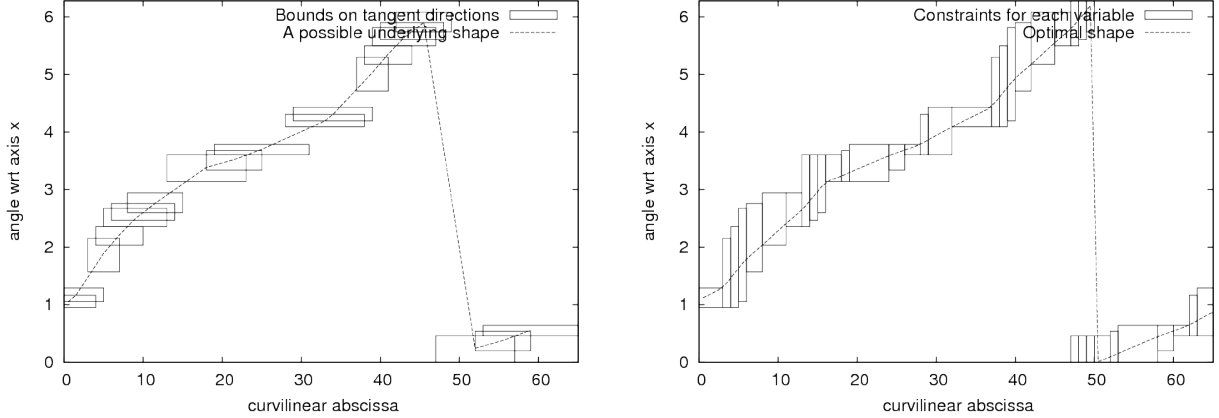 Bounds on tangent directions
A possible underlying shape
6
5
4
3
2
1
0
angle wrt axis x
0 10 20 30 40 50 60
curvilinear abscissa
Constraints for each variable
Optimal shape
6
5
4
3
2
1
0
angle wrt axis x
0 10 20 30 40 50 60
curvilinear abscissa